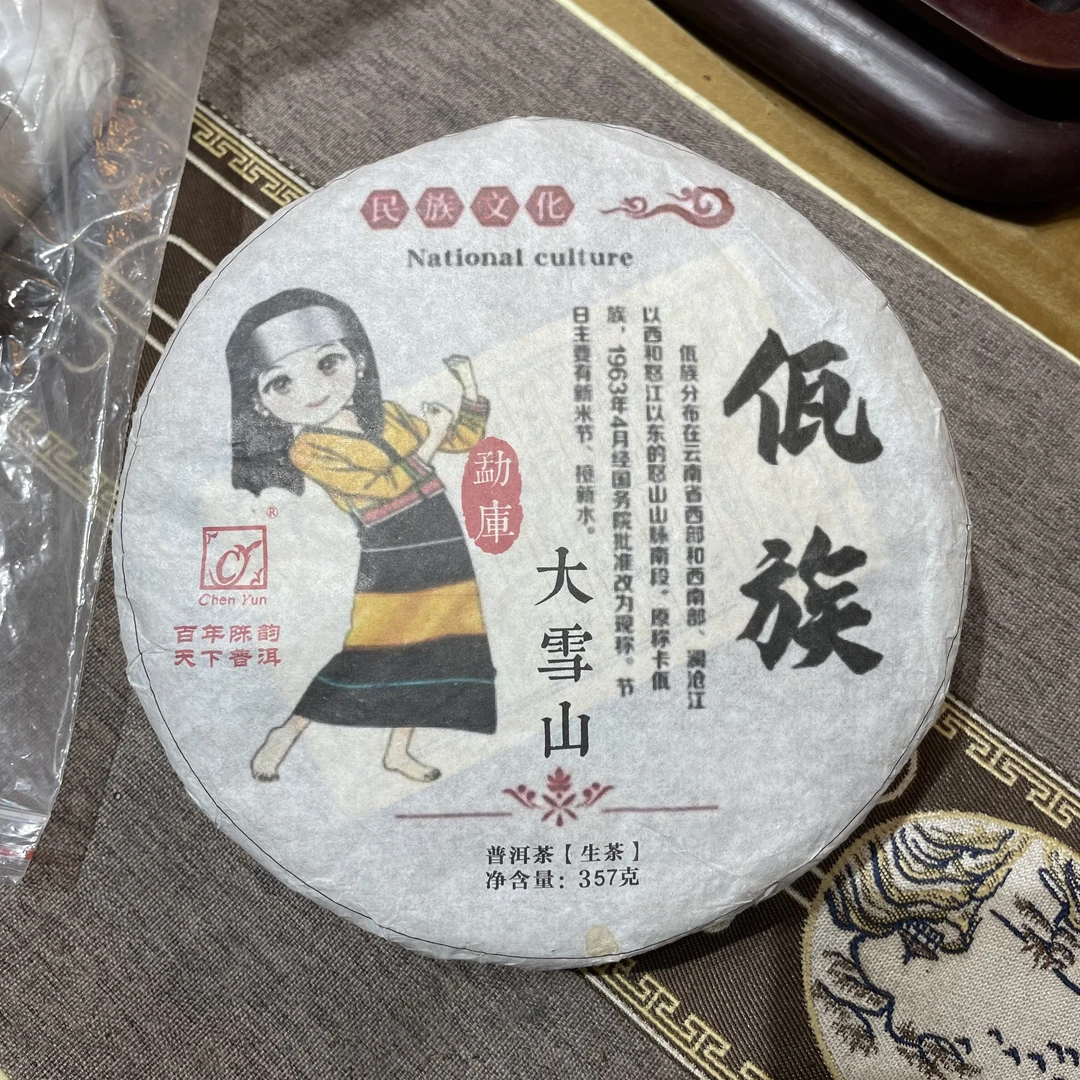 民族文化
National culture
佤族
佤族分布在云南省西部和西南部、澜沧江
以西和怒江以东的怒山山脉南段。原称卡佤
族，1963年4月经国务院批准改为现称。节
日主要有新米节、接新水。
勐庫
大雪山
®
CY
Chen Yun
百年陈韵
天下普洱
普洱茶【生茶】
净含量：357克